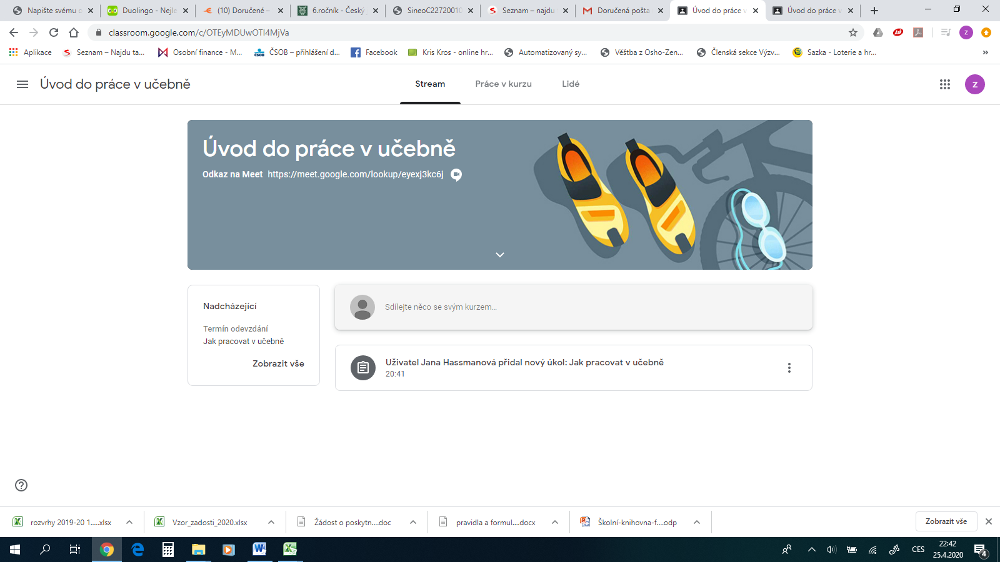 Napište svému o
Duolingo - Nejle
(10) Doručené –
6.ročník - Český
SineoC22720010
Seznam – najdu
Doručená pošta
Úvod do práce v
Úvod do práce v
classroom.google.com/c/OTEyMDUwOTI4MjVa
Ask
z
Aplikace
Seznam – Najdu ta...
Osobní finance - M...
ČSOB – přihlášení d...
Facebook
Kris Kros - online hr...
Automatizovaný sy...
Věštba z Osho-Zen...
Členská sekce Výzv...
Sazka - Loterie a hr...
»
Úvod do práce v učebně
Stream
Práce v kurzu
Lidé
z
Úvod do práce v učebně
Odkaz na Meet https://meet.google.com/lookup/eyexj3kc6j
Nadcházející
Termín odevzdání
Jak pracovat v učebně
Zobrazit vše
Sdílejte něco se svým kurzem...
Uživatel Jana Hassmanová přidal nový úkol: Jak pracovat v učebně
20:41
rozvrhy 2019-20 1.....xlsx
Vzor_zadosti_2020.xlsx
Žádost o poskytn....doc
pravidla a formul....docx
Školní-knihovna-f....odp
Zobrazit vše
CES
22:42
25.4.2020
4